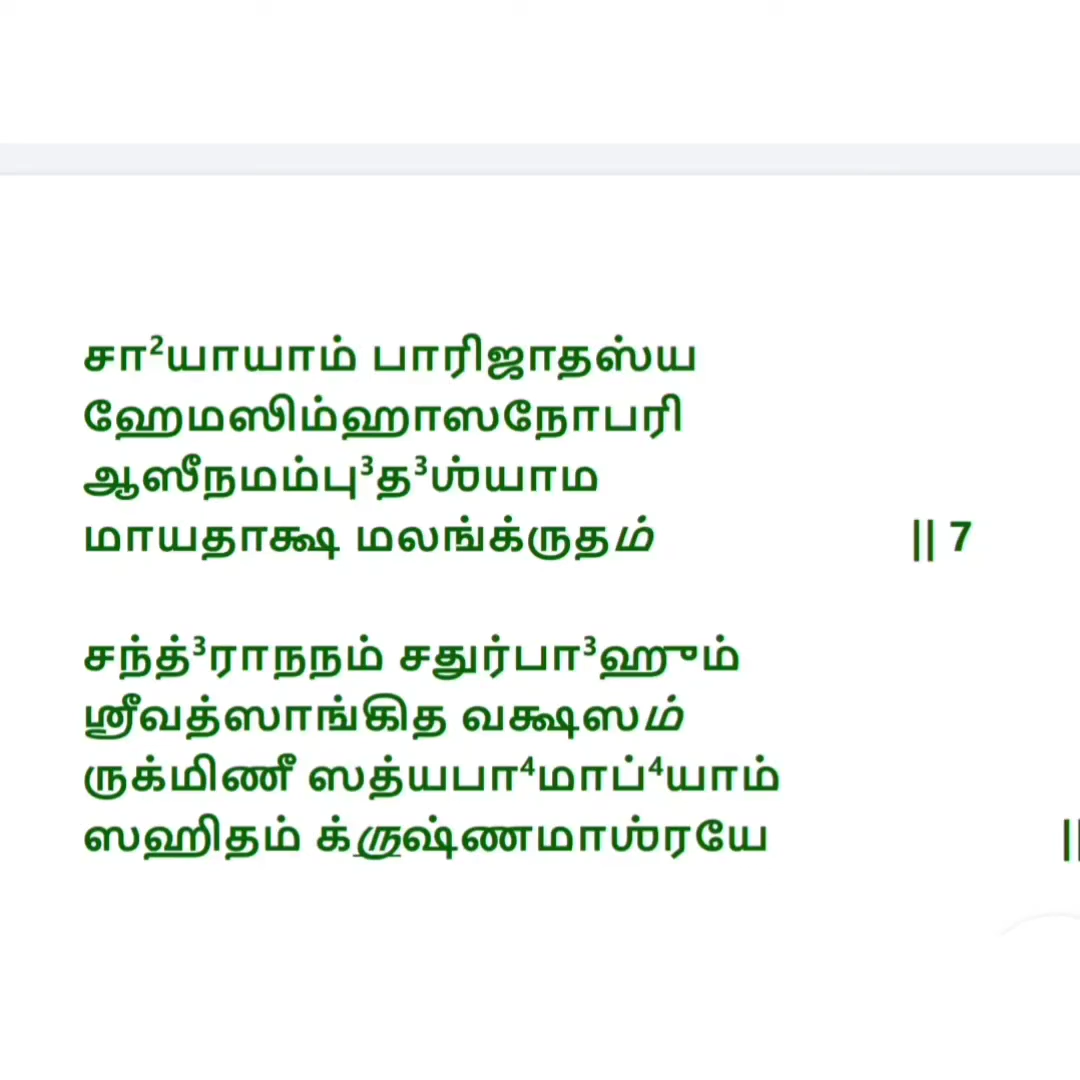 சா²யாயாம் பாரிஜாதஸ்ய
ஹேமஸிம்ஹாஸநோபரி
ஆஸீநமம்பு³த³ஶ்யாம
மாயதாக்ஷ மலங்க்ருதம் || 7
சந்த்³ராநநம் சதுர்பா³ஹும்
ஶ்ரீவத்ஸாங்கித வக்ஷஸம்
ருக்மிணீ ஸத்யபா⁴மாப்⁴யாம்
ஸஹிதம் க்ருஷ்ணமாஶ்ரயே ||